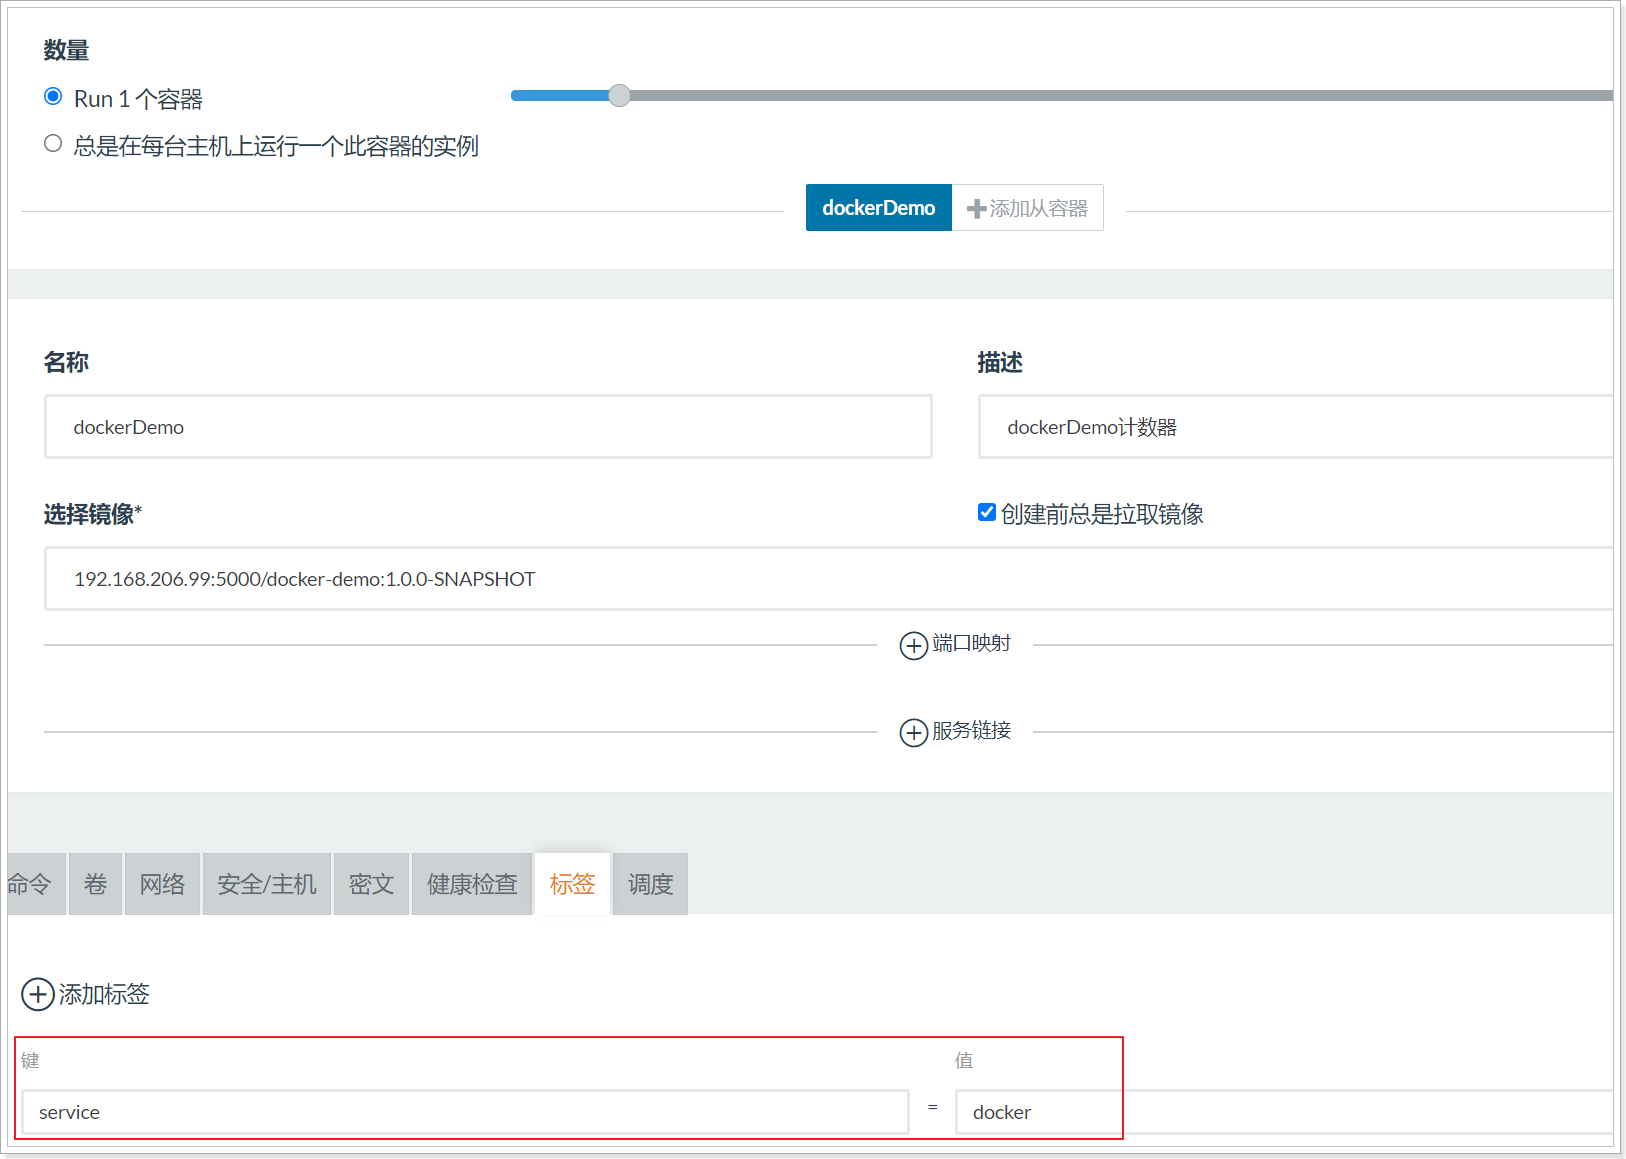 数量
Run 1 个容器
总是在每台主机上运行一个此容器的实例
dockerDemo 添加从容器
名称 描述
dockerDemo dockerDemo计数器
选择镜像* 创建前总是拉取镜像
192.168.206.99:5000/docker-demo:1.0.0-SNAPSHOT
端口映射
服务链接
命令 卷 网络 安全/主机 密文 健康检查 标签 调度
添加标签
键 值
service = docker